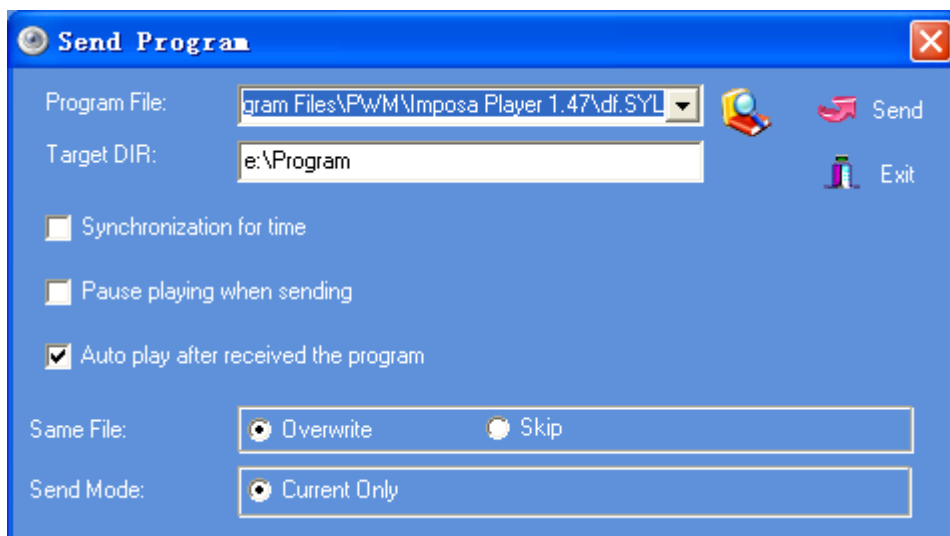 Send Program
Program File:
gram Files\PWM\Imposa Player 1.47\df.SYL
Send
Target DIR:
e:\Program
Exit
Synchronization for time
Pause playing when sending
Auto play after received the program
Same File:
Overwrite
Skip
Send Mode:
Current Only